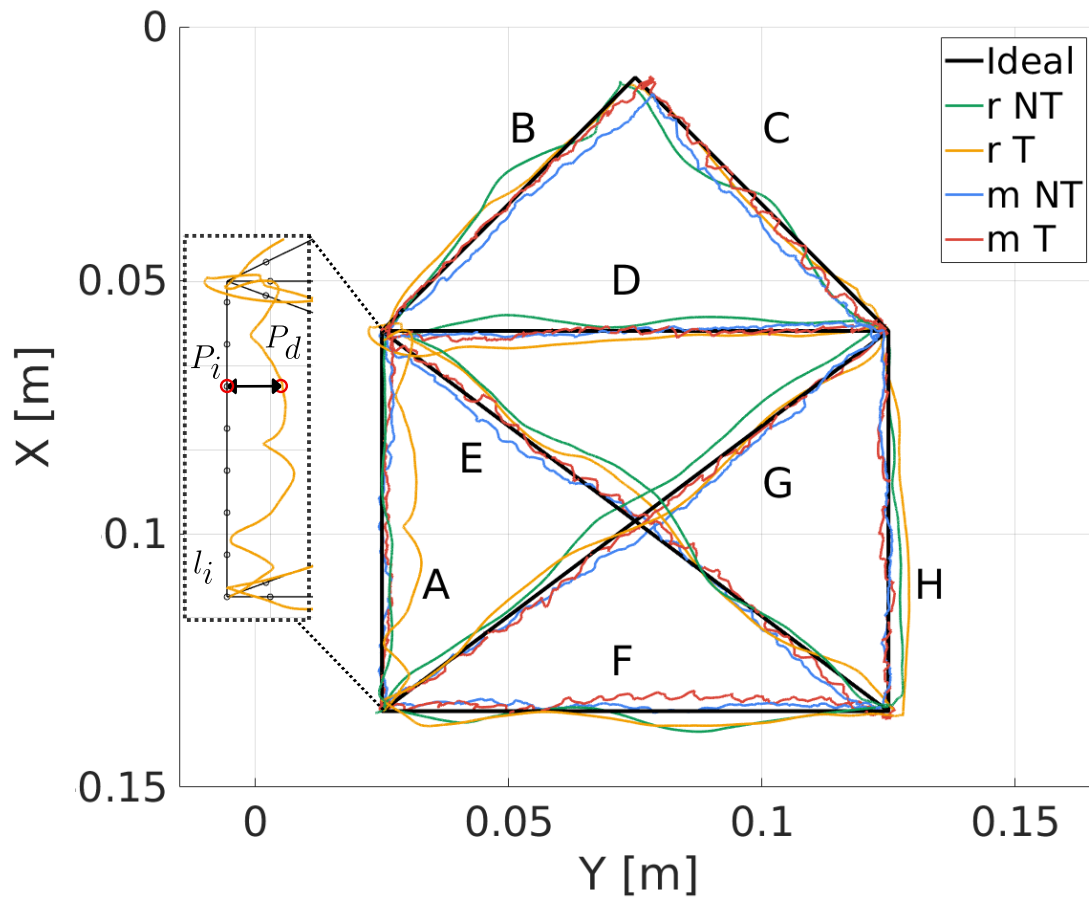 0
0.05
0.1
0.15
X [m]
0
0.05
0.1
0.15
Y [m]
Ideal
r NT
r T
m NT
m T
B
C
D
E
G
A
H
F
P_i
P_d
l_i